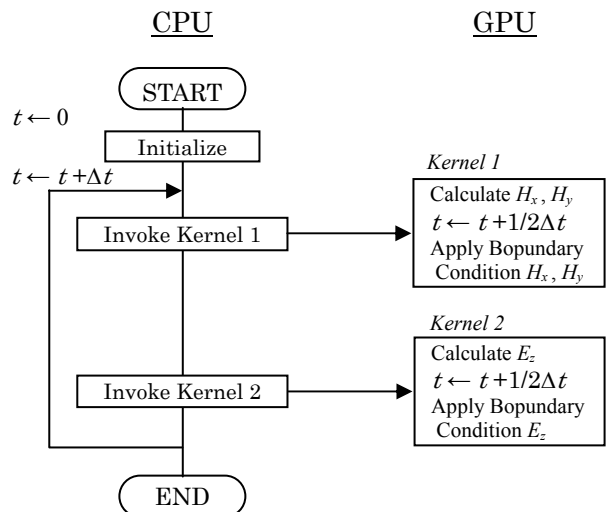 CPU
GPU
START
t ← 0
Initialize
t ← t +Δt
Invoke Kernel 1
Kernel 1
Calculate Hx , Hy
t ← t +1/2Δt
Apply Bopundary
Condition Hx , Hy
Invoke Kernel 2
Kernel 2
Calculate Ez
t ← t +1/2Δt
Apply Bopundary
Condition Ez
END